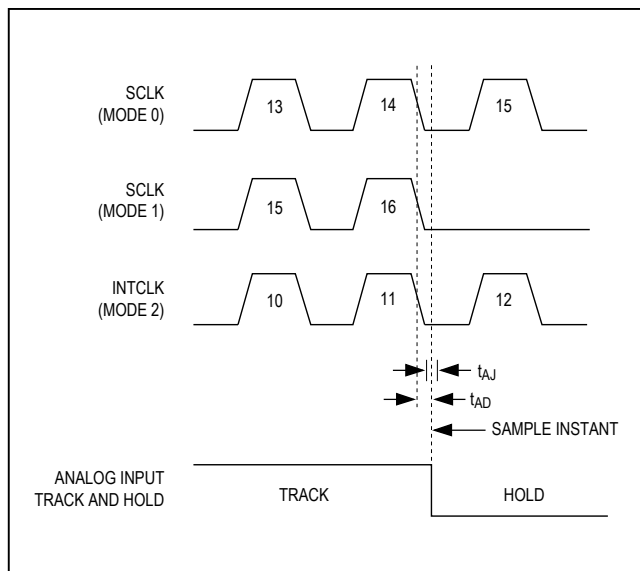 SCLK
(MODE 0)
13
14
15
SCLK
(MODE 1)
15
16
INTCLK
(MODE 2)
10
11
12
tAJ
tAD
SAMPLE INSTANT
ANALOG INPUT
TRACK AND HOLD
TRACK
HOLD